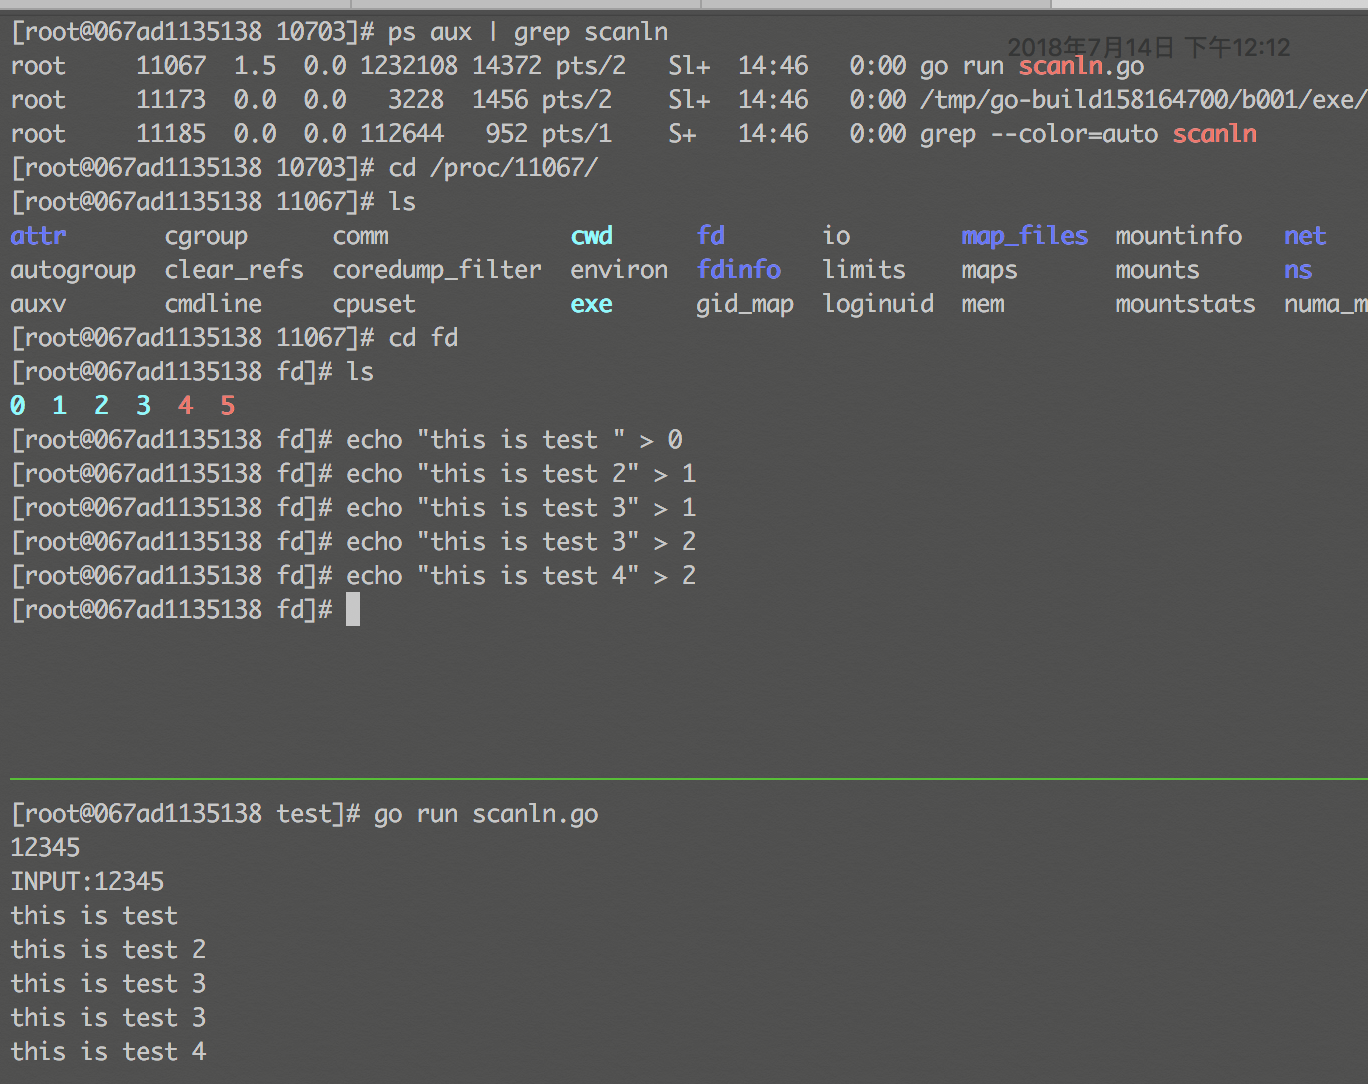 [root@067ad1135138 10703]# ps aux | grep scanln
2018年7月14日 下午12:12
root     11067  1.5  0.0 1232108 14372 pts/2   Sl+  14:46   0:00 go run scanln.go
root     11173  0.0  0.0   3228  1456 pts/2   Sl+  14:46   0:00 /tmp/go-build158164700/b001/exe/
root     11185  0.0  0.0 112644   952 pts/1    S+   14:46   0:00 grep --color=auto scanln
[root@067ad1135138 10703]# cd /proc/11067/
[root@067ad1135138 11067]# ls
attr       cgroup      comm             cwd      fd      io        map_files  mountinfo   net
autogroup  clear_refs  coredump_filter  environ  fdinfo  limits    maps       mounts      ns
auxv       cmdline     cpuset           exe      gid_map  loginuid  mem        mountstats  numa_m
[root@067ad1135138 11067]# cd fd
[root@067ad1135138 fd]# ls
0  1  2  3  4  5
[root@067ad1135138 fd]# echo "this is test " > 0
[root@067ad1135138 fd]# echo "this is test 2" > 1
[root@067ad1135138 fd]# echo "this is test 3" > 1
[root@067ad1135138 fd]# echo "this is test 3" > 2
[root@067ad1135138 fd]# echo "this is test 4" > 2
[root@067ad1135138 fd]#
[root@067ad1135138 test]# go run scanln.go
12345
INPUT:12345
this is test
this is test 2
this is test 3
this is test 3
this is test 4